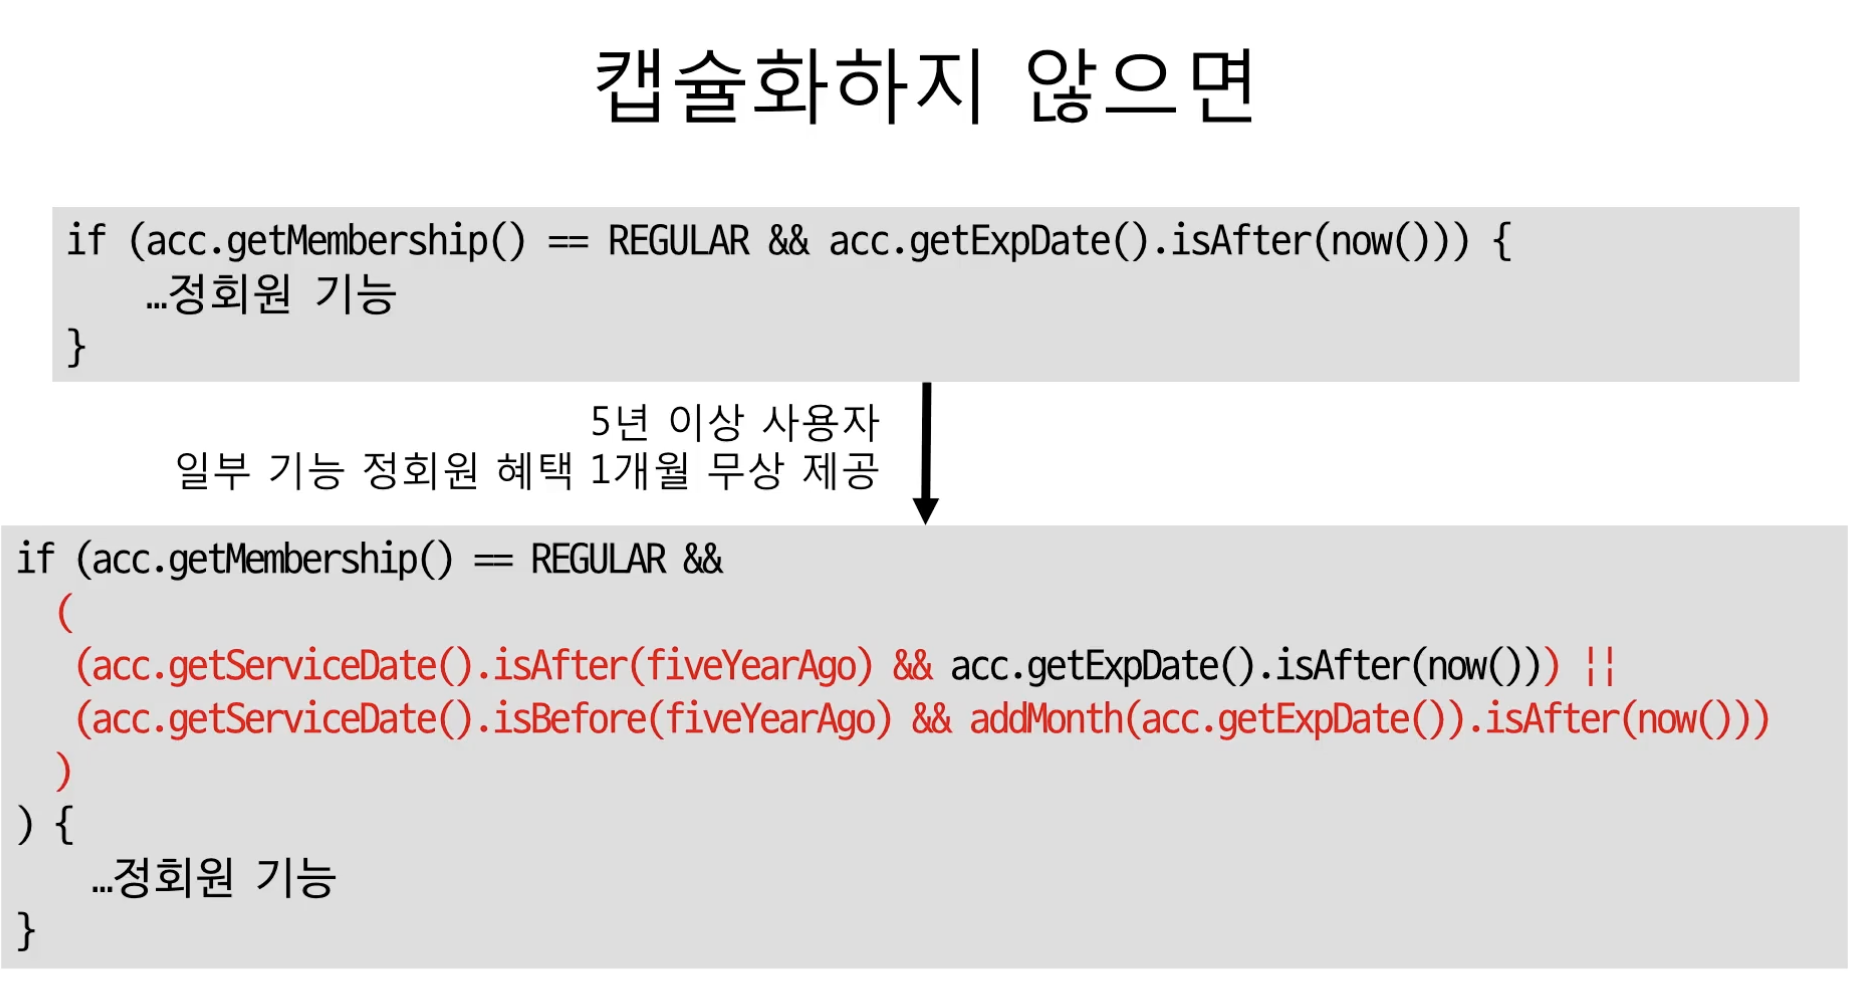 캡슐화하지 않으면
if (acc.getMembership() == REGULAR && acc.getExpDate().isAfter(now())) {
…정회원 기능
}
5년 이상 사용자
일부 기능 정회원 혜택 1개월 무상 제공
if (acc.getMembership() == REGULAR &&
(
(acc.getServiceDate().isAfter(fiveYearAgo) && acc.getExpDate().isAfter(now())) ||
(acc.getServiceDate().isBefore(fiveYearAgo) && addMonth(acc.getExpDate()).isAfter(now()))
)
) {
…정회원 기능
}